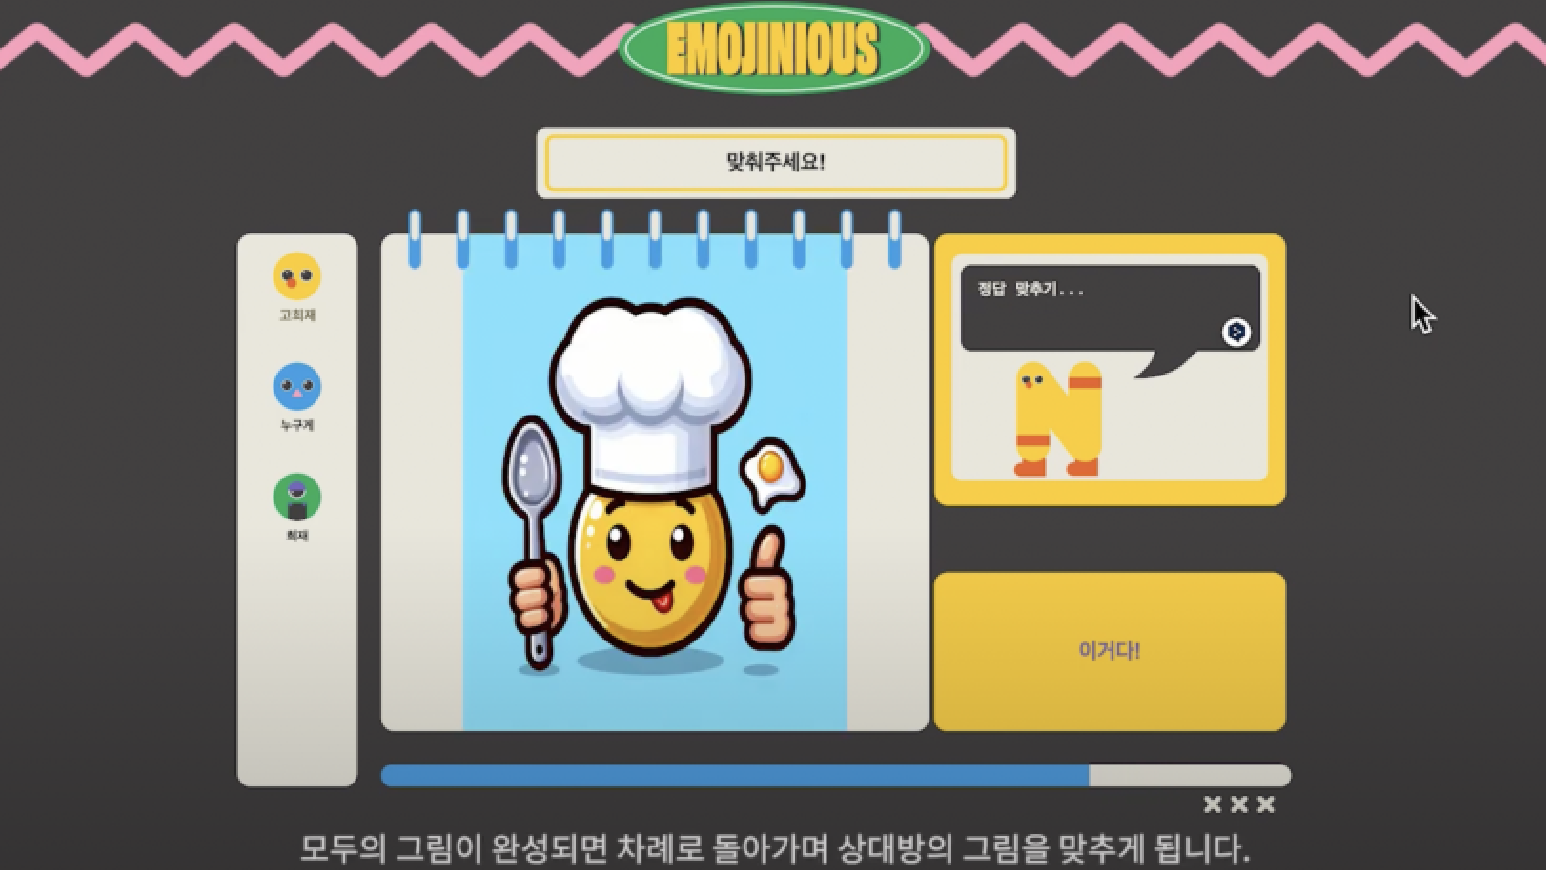 EMOJINIOUS
맞춰주세요!
고희재
누구게
희재
정답 맞추기...
이거다!
모두의 그림이 완성되면 차례로 돌아가며 상대방의 그림을 맞추게 됩니다.